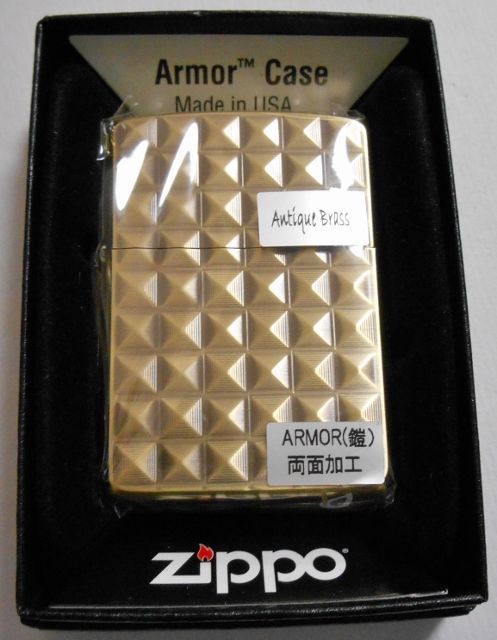 Armor™ Case
Made in USA
Antique Brass
ARMOR(鎧)
両面加工
zippo®